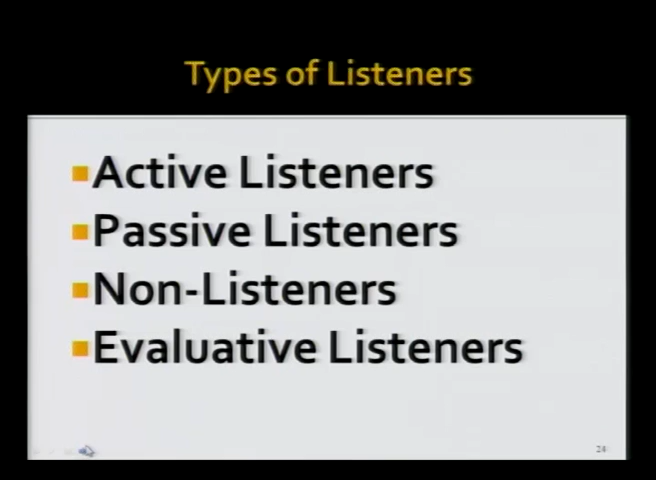 Types of Listeners
Active Listeners
Passive Listeners
Non-Listeners
Evaluative Listeners
24